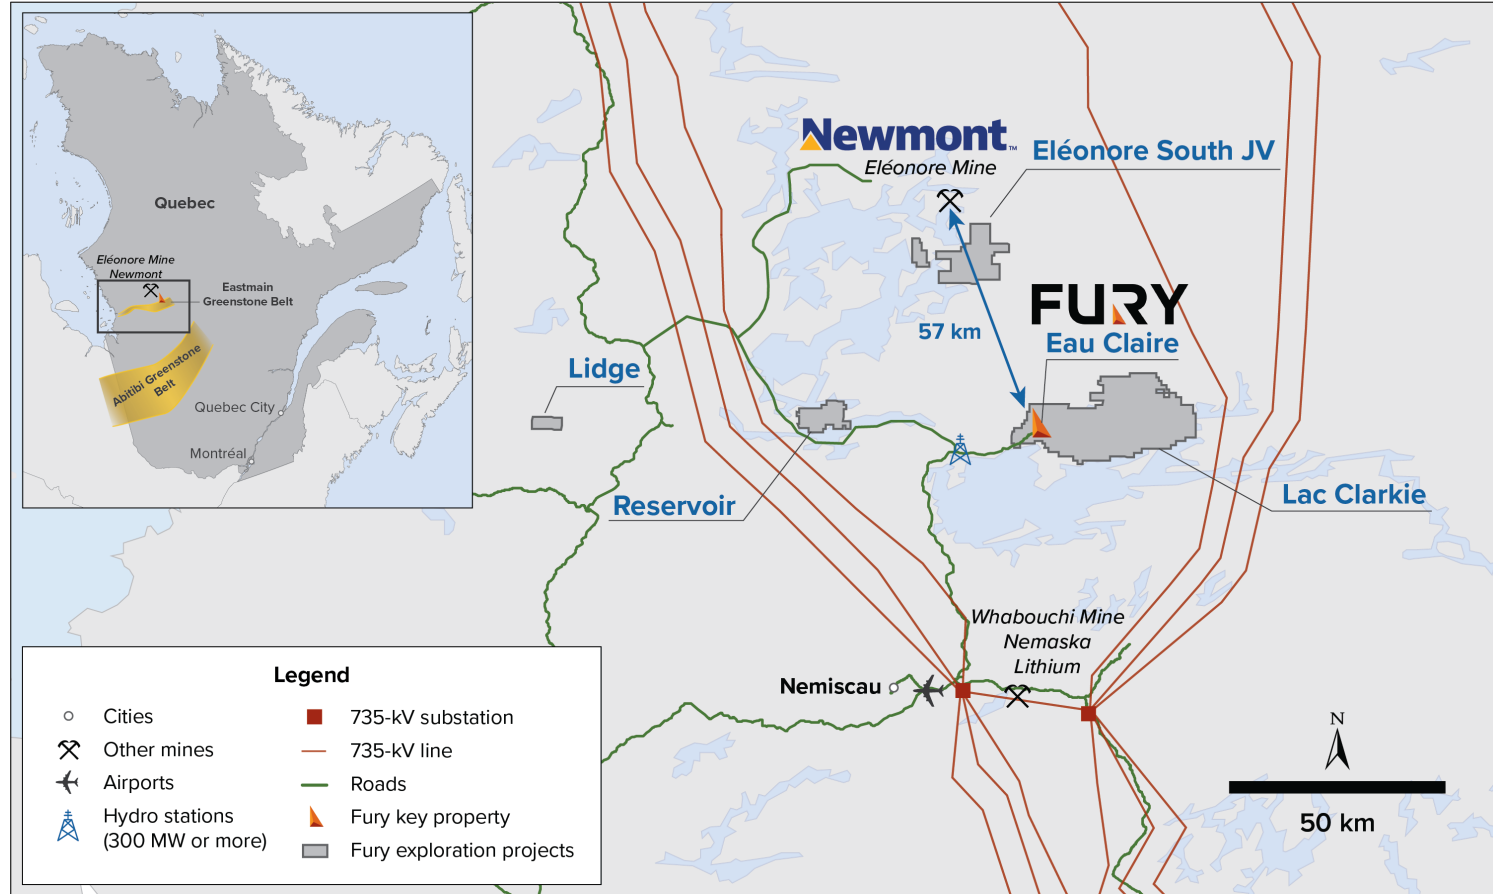 Quebec
Eléonore Mine
Newmont
Eastmain
Greenstone Belt
Abitibi Greenstone
Belt
Quebec City
Montréal
Newmont™
Eléonore Mine
Eléonore South JV
57 km
FURY
Eau Claire
Lidge
Reservoir
Lac Clarkie
Whabouchi Mine
Nemaska
Lithium
Nemiscau
Legend
Cities
Other mines
Airports
Hydro stations
(300 MW or more)
735-kV substation
735-kV line
Roads
Fury key property
Fury exploration projects
N
50 km